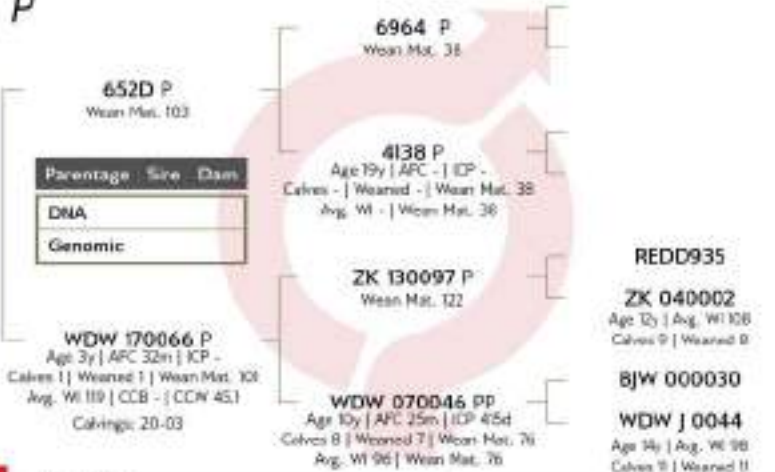 P
6964 P
Wean Mat. 38
652D P
Wean Mat. 103
4138 P
Age 19y | AFC - | ICP -
Calves - | Weaned - | Wean Mat. 38
Avg. WI - | Wean Mat. 38
Parentage Sire Dam
DNA
Genomic
ZK 130097 P
Wean Mat. 122
WDW 170066 P
Age 3y | AFC 32m | ICP -
Calves 1 | Weaned 1 | Wean Mat. 101
Avg. WI 119 | CCB - | CCW 45.1
Calvings: 20-03
WDW 070046 PP
Age 10y | AFC 25m | ICP 415d
Calves 8 | Weaned 7 | Wean Mat. 76
Avg. WI 96 | Wean Mat. 76
REDD935
ZK 040002
Age 12y | Avg. WI 108
Calves 9 | Weaned 8
BJW 000030
WDW J 0044
Age 14y | Avg. WI 98
Calves 11 | Weaned 11